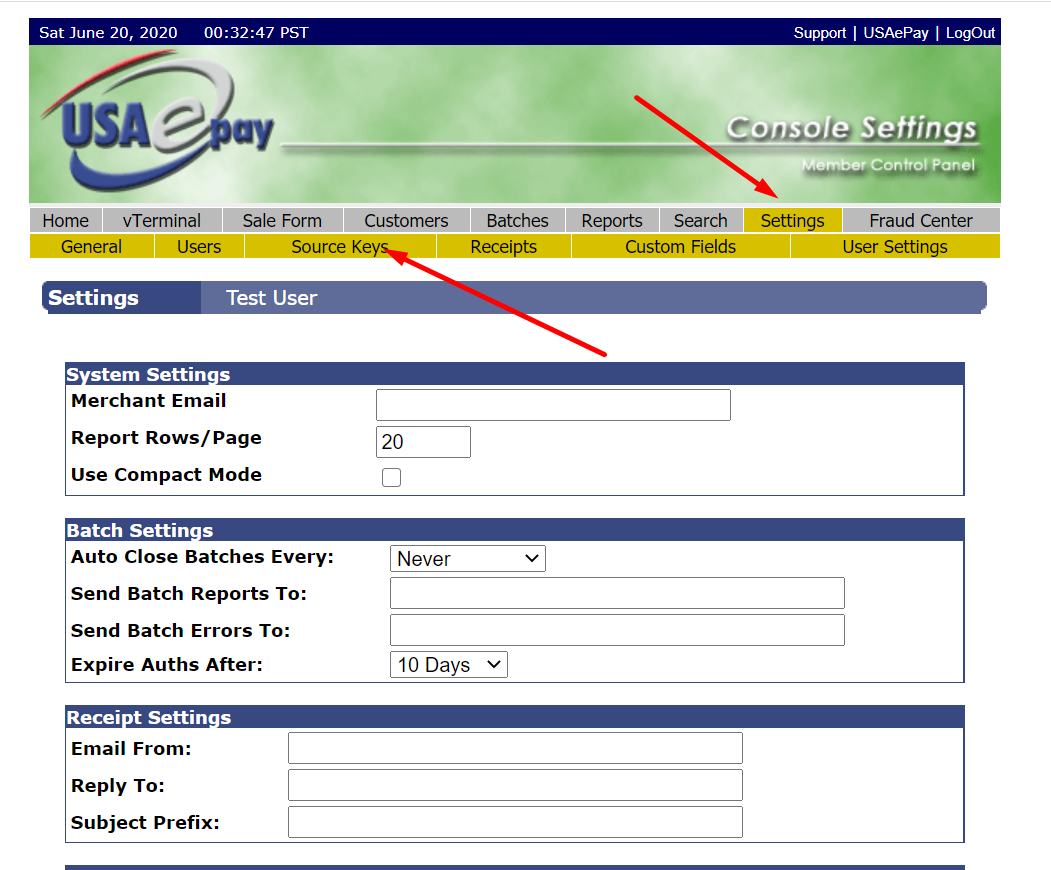 Sat June 20, 2020 00:32:47 PST Support | USAePay | LogOut
USA epay
Console Settings
Member Control Panel
Home vTerminal Sale Form Customers Batches Reports Search Settings Fraud Center
General Users Source Keys Receipts Custom Fields User Settings
Settings Test User
System Settings
Merchant Email
Report Rows/Page 20
Use Compact Mode
Batch Settings
Auto Close Batches Every: Never
Send Batch Reports To:
Send Batch Errors To:
Expire Auths After: 10 Days
Receipt Settings
Email From:
Reply To:
Subject Prefix: